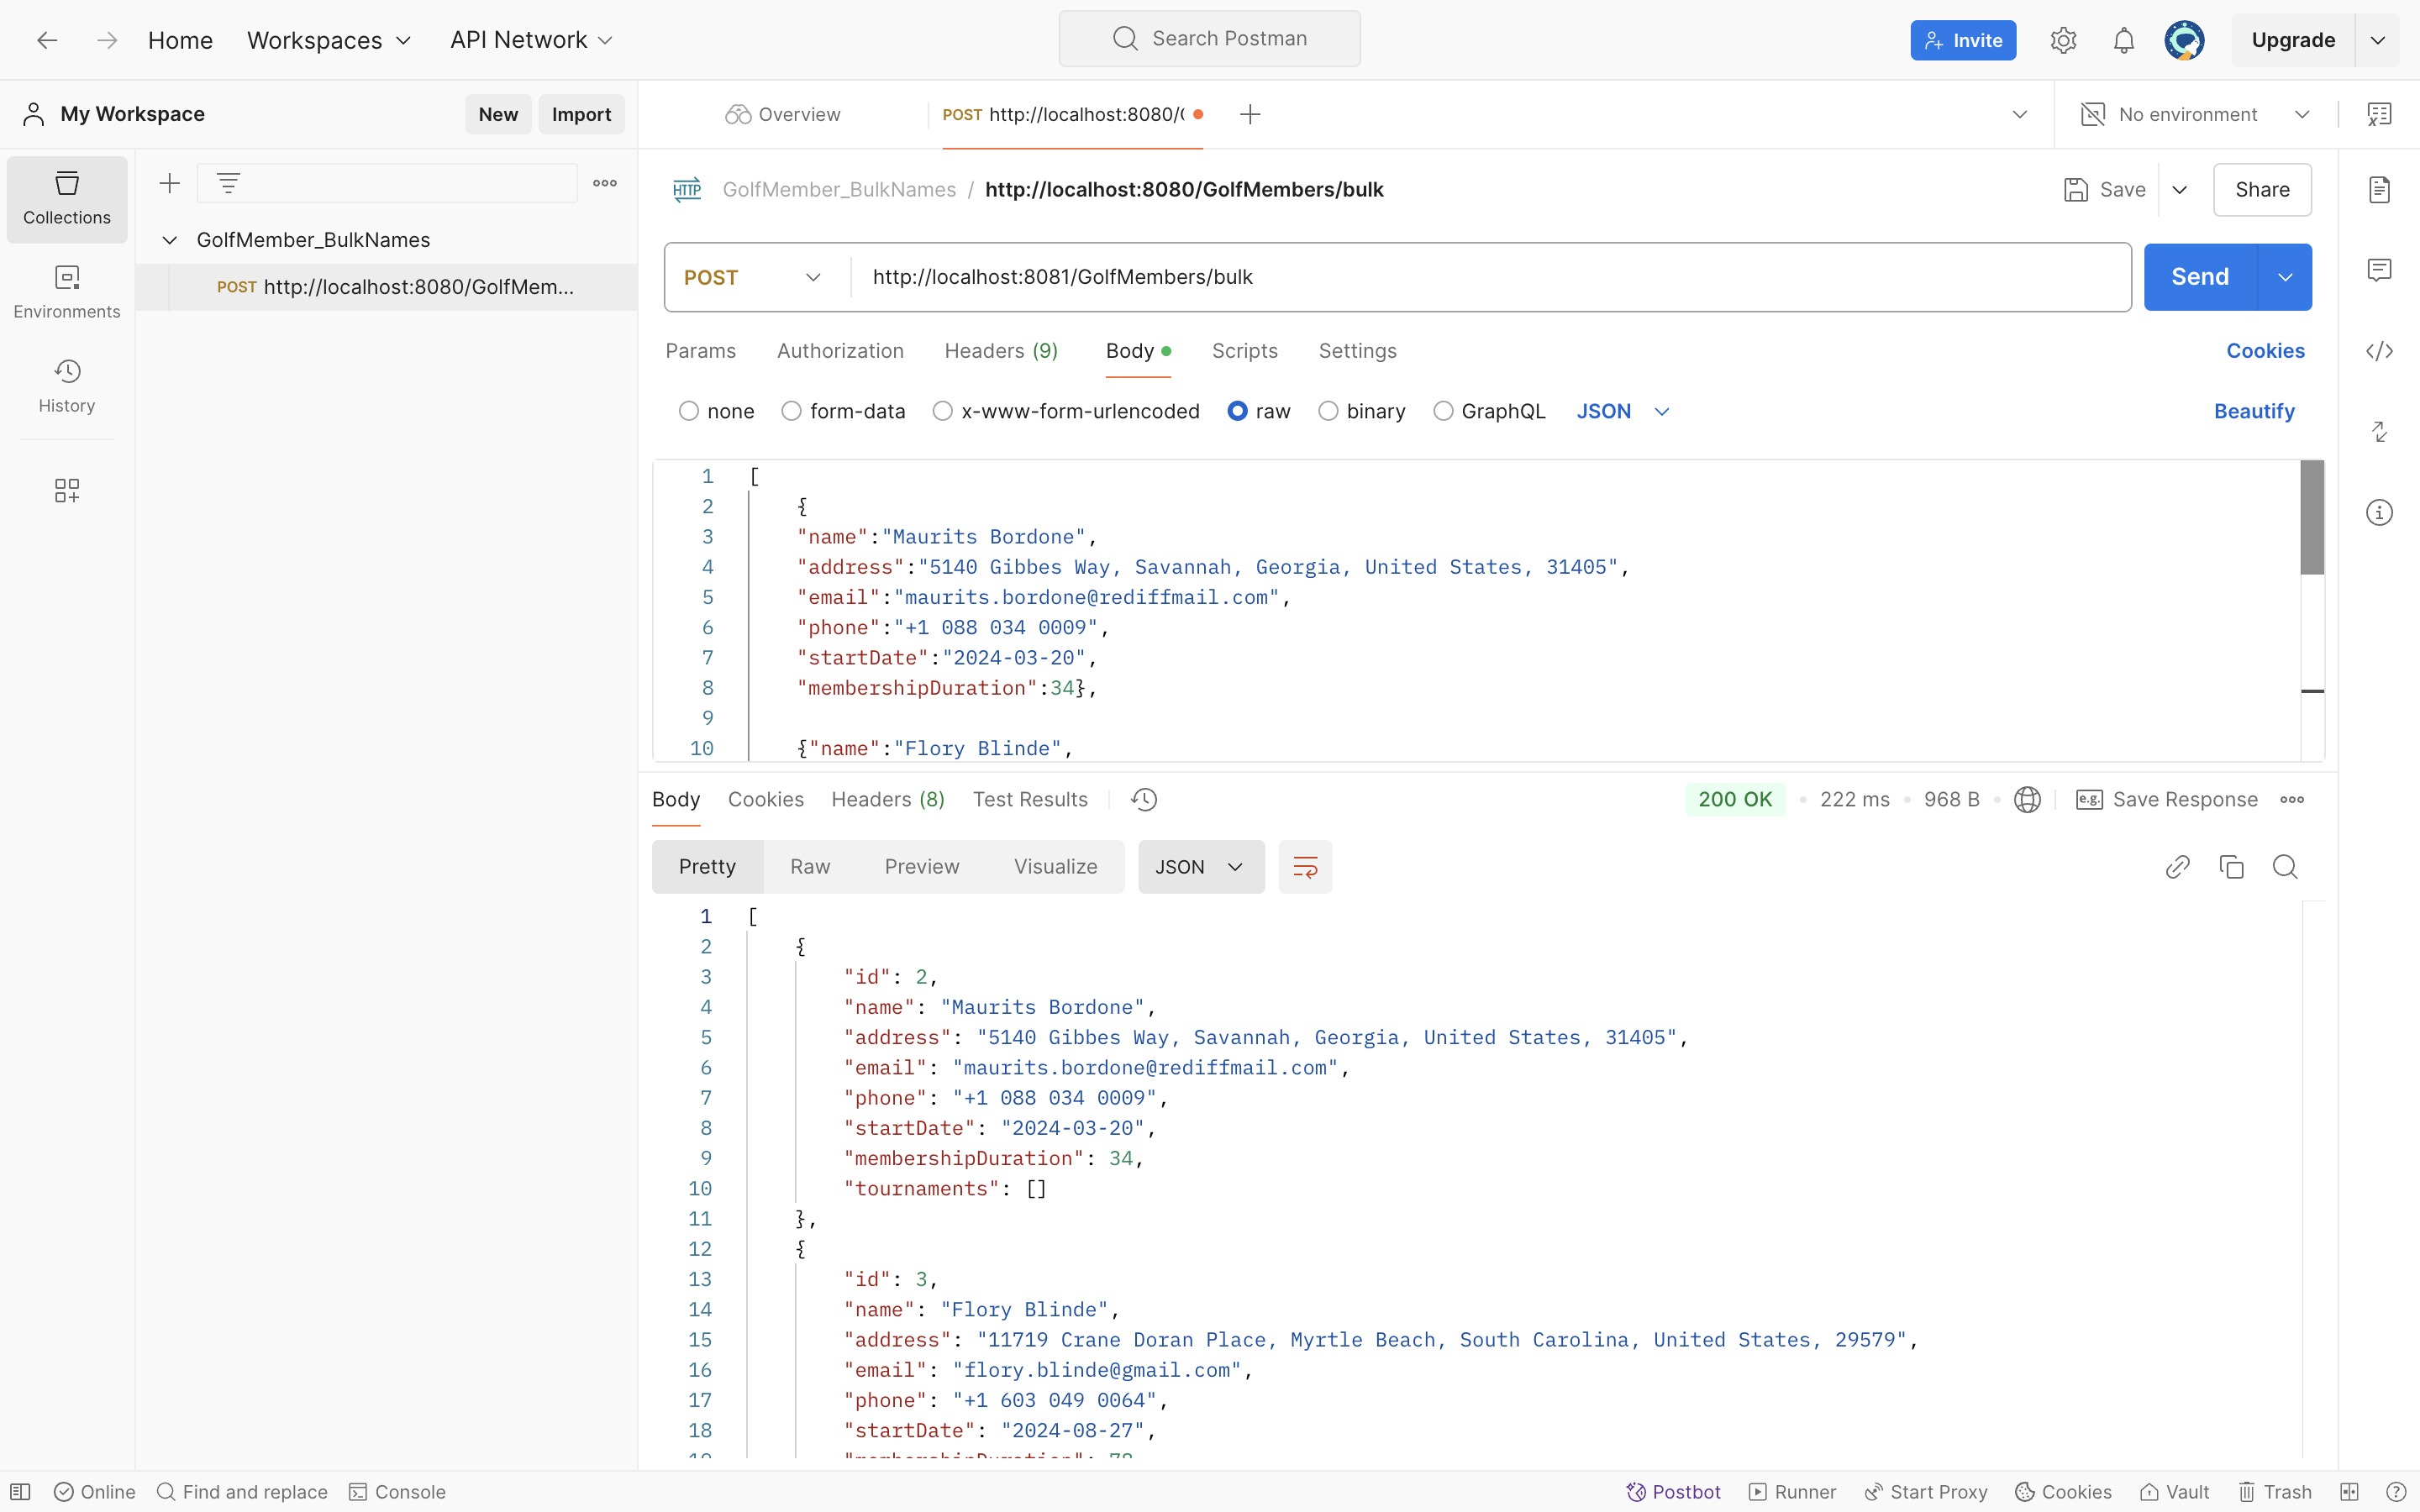 Home Workspaces API Network Search Postman Invite Upgrade
My Workspace New Import Overview POST http://localhost:8080/ No environment
Collections
Environments
History
GolfMember_BulkNames
POST http://localhost:8080/GolfMem...
HTTP GolfMember_BulkNames / http://localhost:8080/GolfMembers/bulk Save Share
POST http://localhost:8081/GolfMembers/bulk Send
Params Authorization Headers (9) Body Scripts Settings Cookies
none form-data x-www-form-urlencoded raw binary GraphQL JSON Beautify
1 [
2 {
3 "name":"Maurits Bordone",
4 "address":"5140 Gibbes Way, Savannah, Georgia, United States, 31405",
5 "email":"maurits.bordone@rediffmail.com",
6 "phone":"+1 088 034 0009",
7 "startDate":"2024-03-20",
8 "membershipDuration":34},
9
10 {"name":"Flory Blinde",
Body Cookies Headers (8) Test Results 200 OK 222 ms 968 B e.g. Save Response
Pretty Raw Preview Visualize JSON
1 [
2 {
3 "id": 2,
4 "name": "Maurits Bordone",
5 "address": "5140 Gibbes Way, Savannah, Georgia, United States, 31405",
6 "email": "maurits.bordone@rediffmail.com",
7 "phone": "+1 088 034 0009",
8 "startDate": "2024-03-20",
9 "membershipDuration": 34,
10 "tournaments": []
11 },
12 {
13 "id": 3,
14 "name": "Flory Blinde",
15 "address": "11719 Crane Doran Place, Myrtle Beach, South Carolina, United States, 29579",
16 "email": "flory.blinde@gmail.com",
17 "phone": "+1 603 049 0064",
18 "startDate": "2024-08-27",
Online Find and replace Console Postbot Runner Start Proxy Cookies Vault Trash